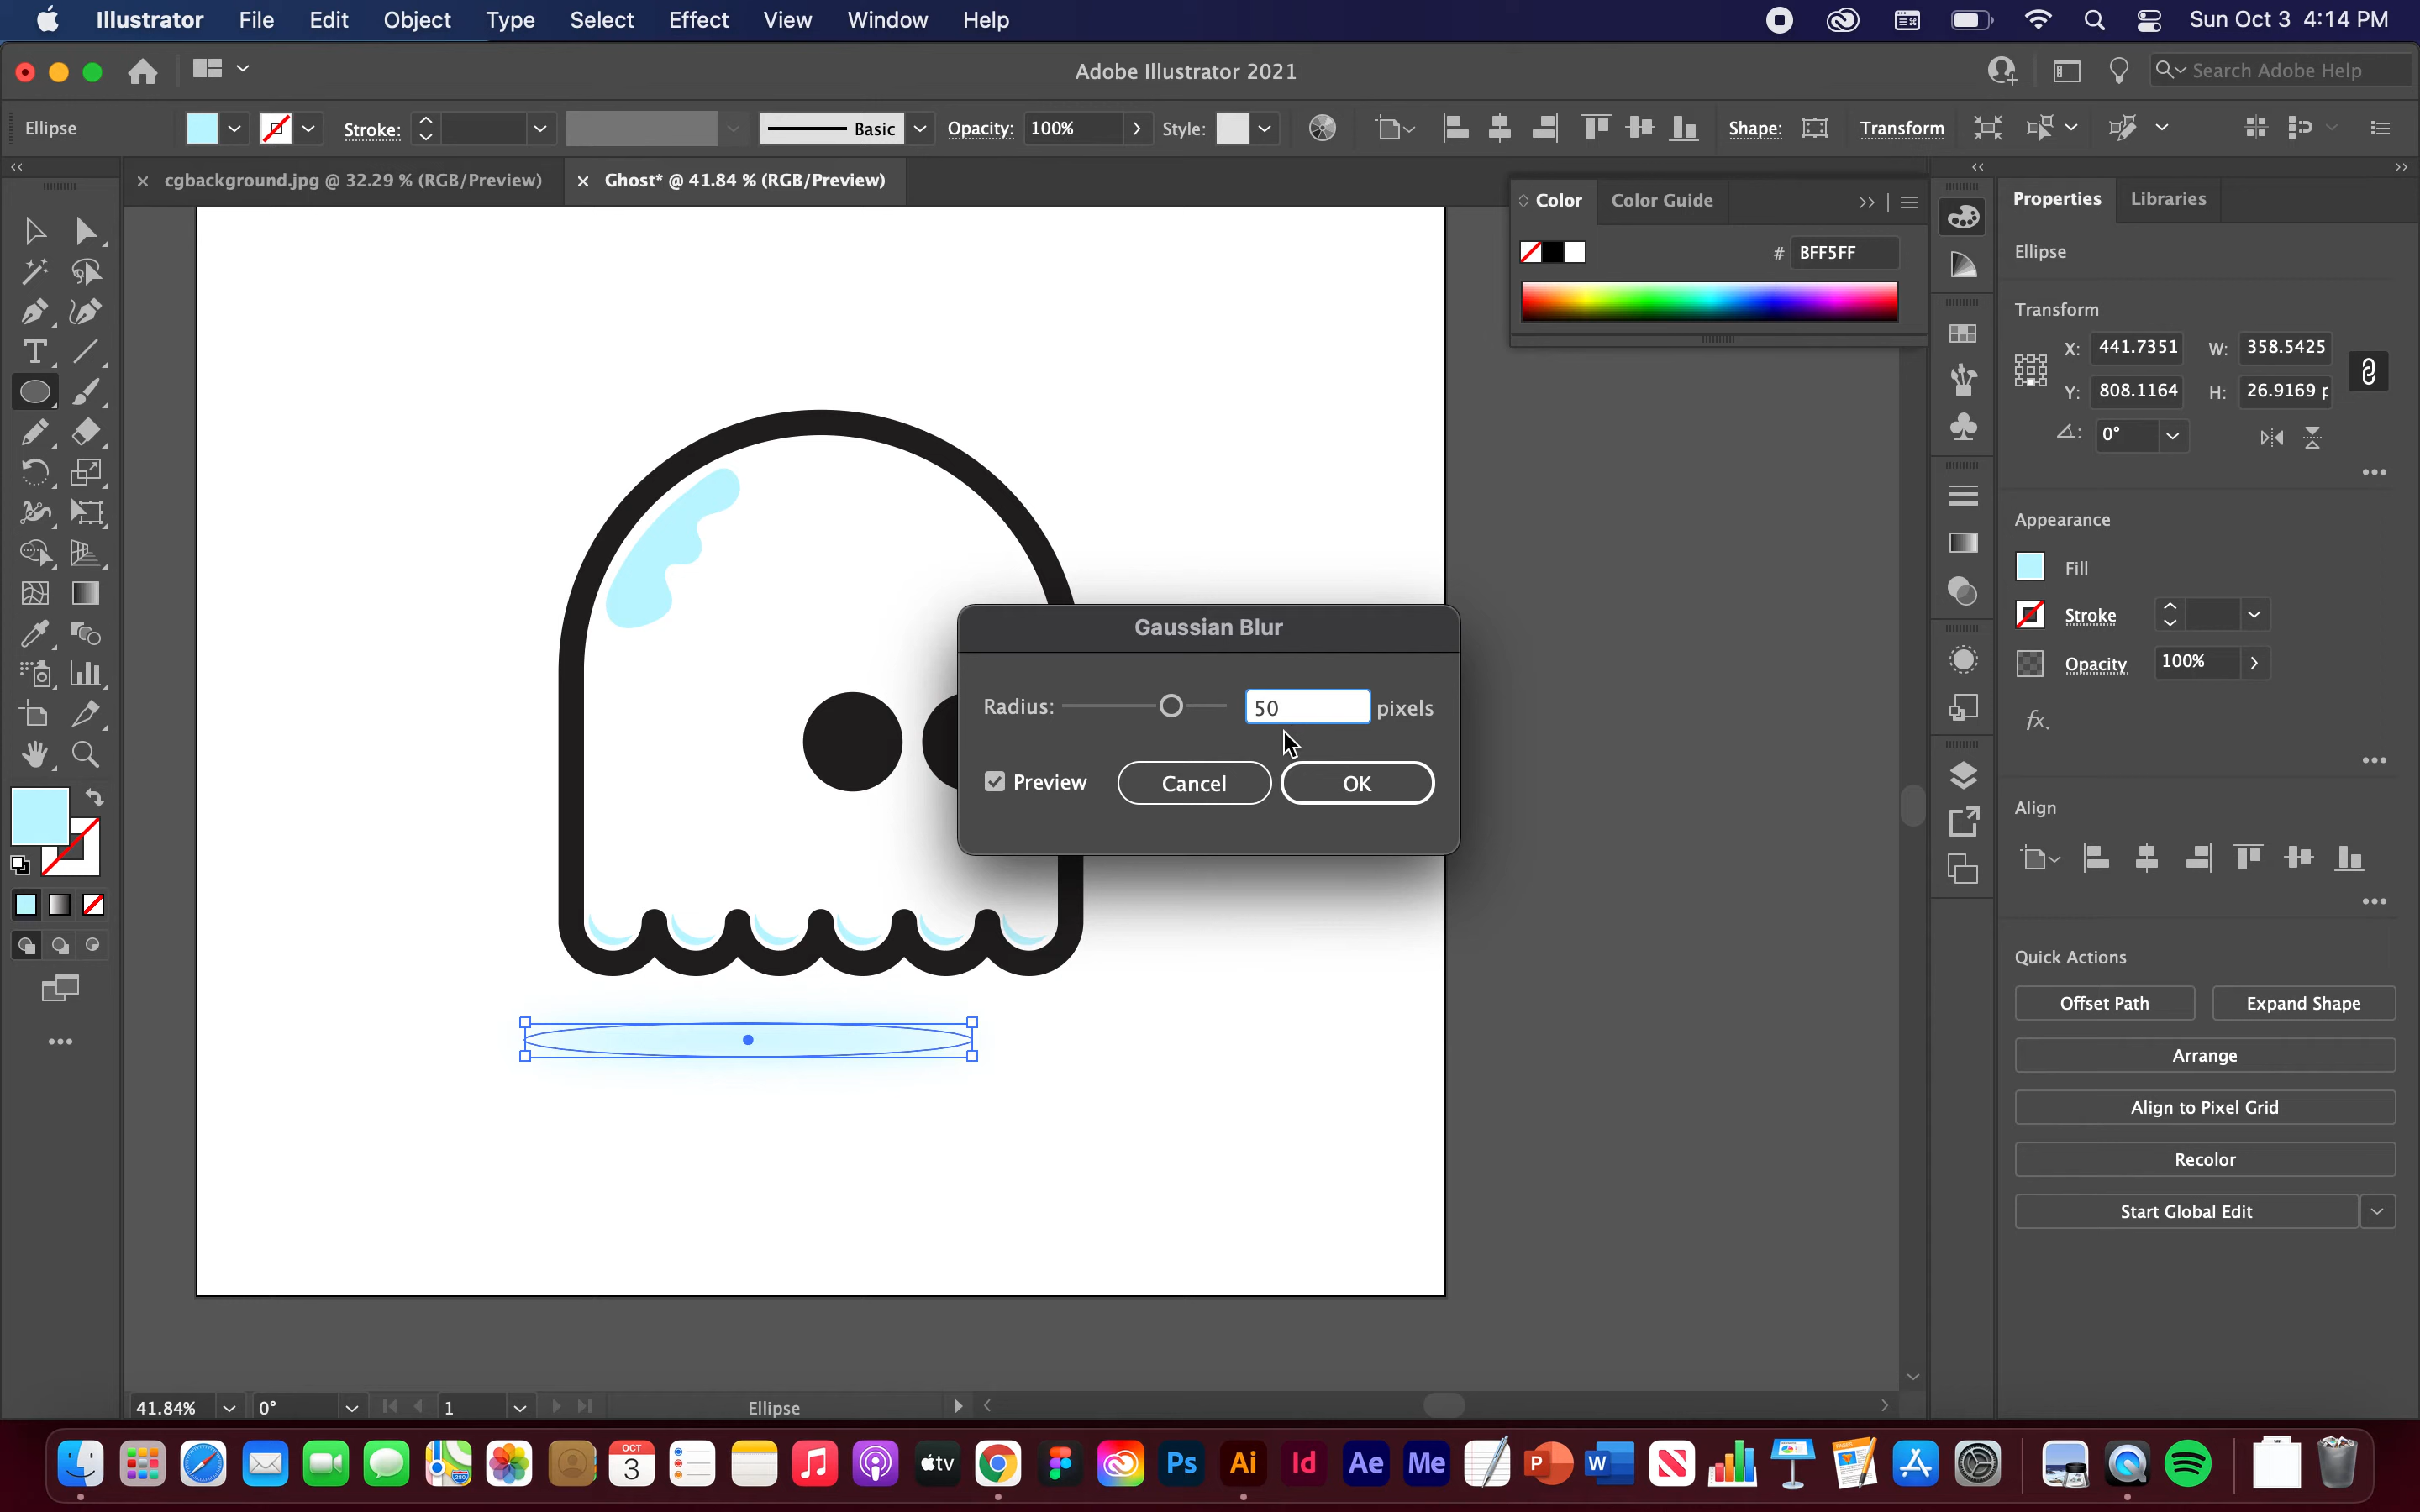 Illustrator File Edit Object Type Select Effect View Window Help Sun Oct 3 4:14 PM
Adobe Illustrator 2021 Search Adobe Help
Ellipse Stroke: Basic Opacity: 100% Style: Shape: Transform
× cgbackground.jpg @ 32.29 % (RGB/Preview) × Ghost* @ 41.84 % (RGB/Preview)
Color Color Guide
# BFF5FF
Properties Libraries
Ellipse
Transform
X: 441.7351 W: 358.5425
Y: 808.1164 H: 26.9169 p
0°
Appearance
Fill
Stroke
Opacity 100%
fx.
Align
Quick Actions
Offset Path Expand Shape
Arrange
Align to Pixel Grid
Recolor
Start Global Edit
Gaussian Blur
Radius: 50 pixels
Preview Cancel OK
41.84% 0° 1 Ellipse
OCT
3
280
tv
Ps
Ai
Id
Ae
Me
P
W
N
PAGES
A